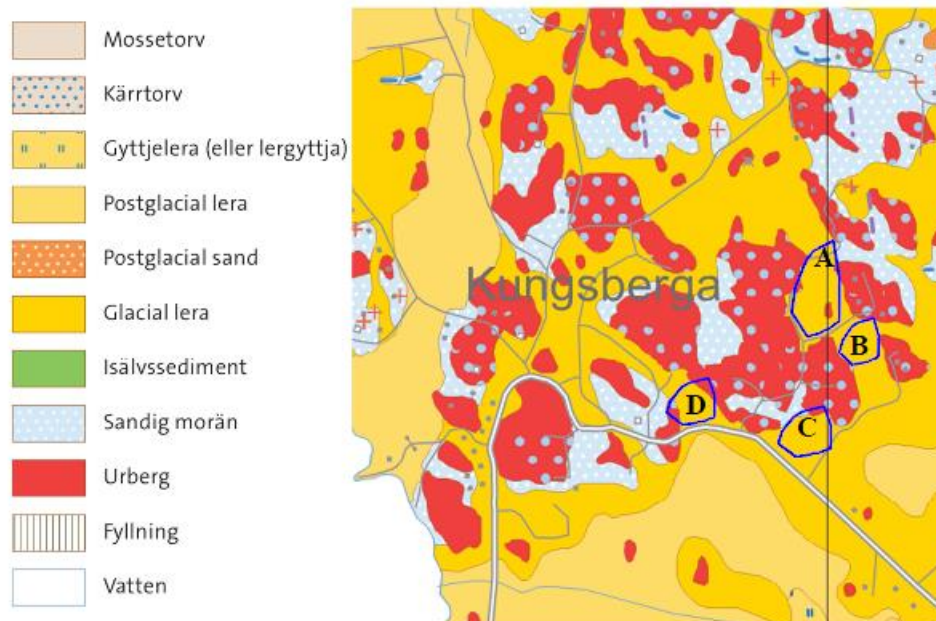 Mossetorv
Kärrtorv
Gyttjelera (eller lergyttja)
Postglacial lera
Postglacial sand
Glacial lera
Isälvssediment
Sandig morän
Urberg
Fyllning
Vatten
Kungsberga
A
B
D
C